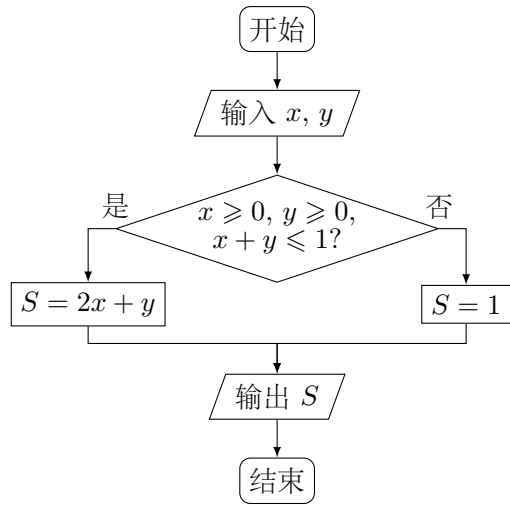 开始
输入 x, y
x ⩾ 0, y ⩾ 0,
x + y ⩽ 1?
是
否
S = 2x + y
S = 1
输出 S
结束